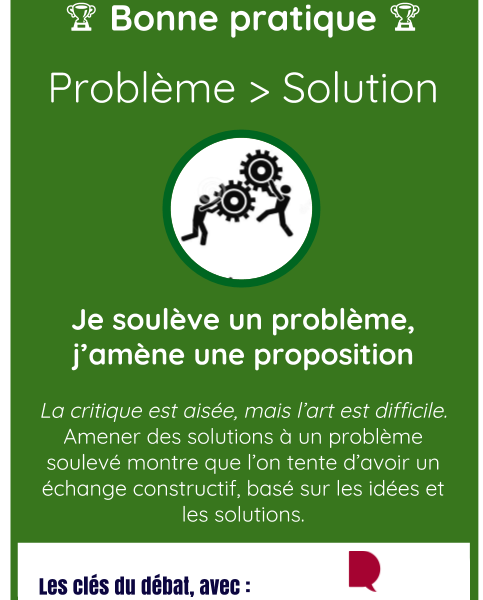 🏆 Bonne pratique 🏆
Problème > Solution
Je soulève un problème,
j’amène une proposition
La critique est aisée, mais l’art est difficile.
Amener des solutions à un problème
soulevé montre que l’on tente d’avoir un
échange constructif, basé sur les idées et
les solutions.
Les clés du débat, avec :